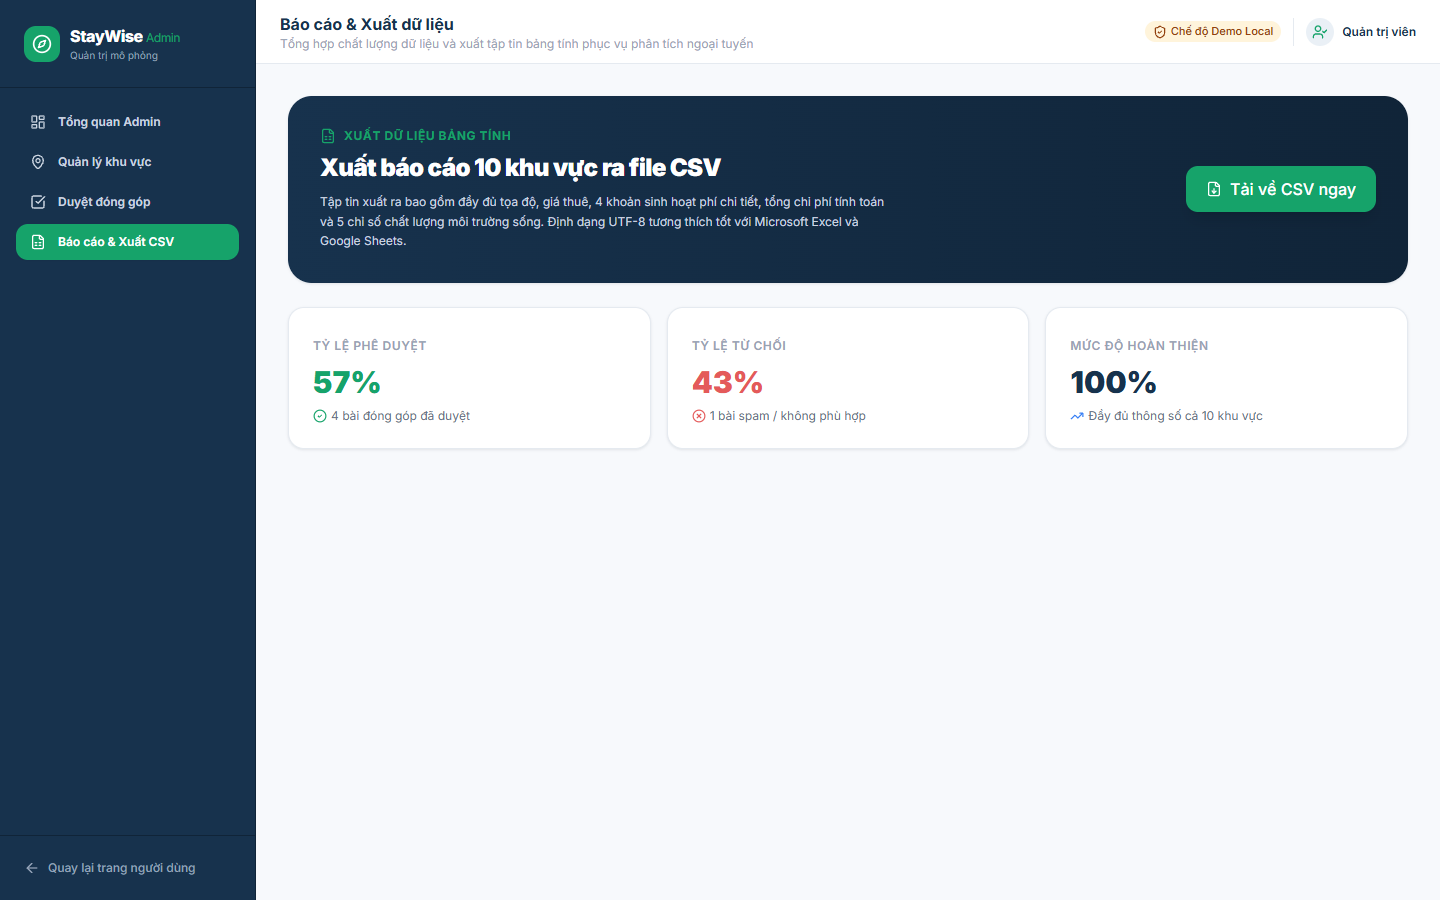 StayWise Admin
Quản trị mô phỏng
Tổng quan Admin
Quản lý khu vực
Duyệt đóng góp
Báo cáo & Xuất CSV
Quay lại trang người dùng
Báo cáo & Xuất dữ liệu
Tổng hợp chất lượng dữ liệu và xuất tập tin bảng tính phục vụ phân tích ngoại tuyến
Chế độ Demo Local
Quản trị viên
XUẤT DỮ LIỆU BẢNG TÍNH
Xuất báo cáo 10 khu vực ra file CSV
Tập tin xuất ra bao gồm đầy đủ tọa độ, giá thuê, 4 khoản sinh hoạt phí chi tiết, tổng chi phí tính toán
và 5 chỉ số chất lượng môi trường sống. Định dạng UTF-8 tương thích tốt với Microsoft Excel và
Google Sheets.
Tải về CSV ngay
TỶ LỆ PHÊ DUYỆT
57%
4 bài đóng góp đã duyệt
TỶ LỆ TỪ CHỐI
43%
1 bài spam / không phù hợp
MỨC ĐỘ HOÀN THIỆN
100%
Đầy đủ thông số cả 10 khu vực